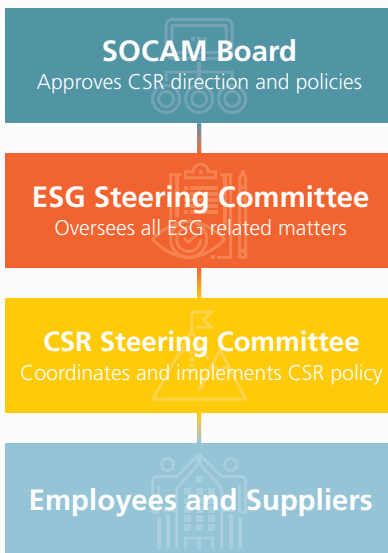 SOCAM Board
Approves CSR direction and policies
ESG Steering Committee
Oversees all ESG related matters
CSR Steering Committee
Coordinates and implements CSR policy
Employees and Suppliers